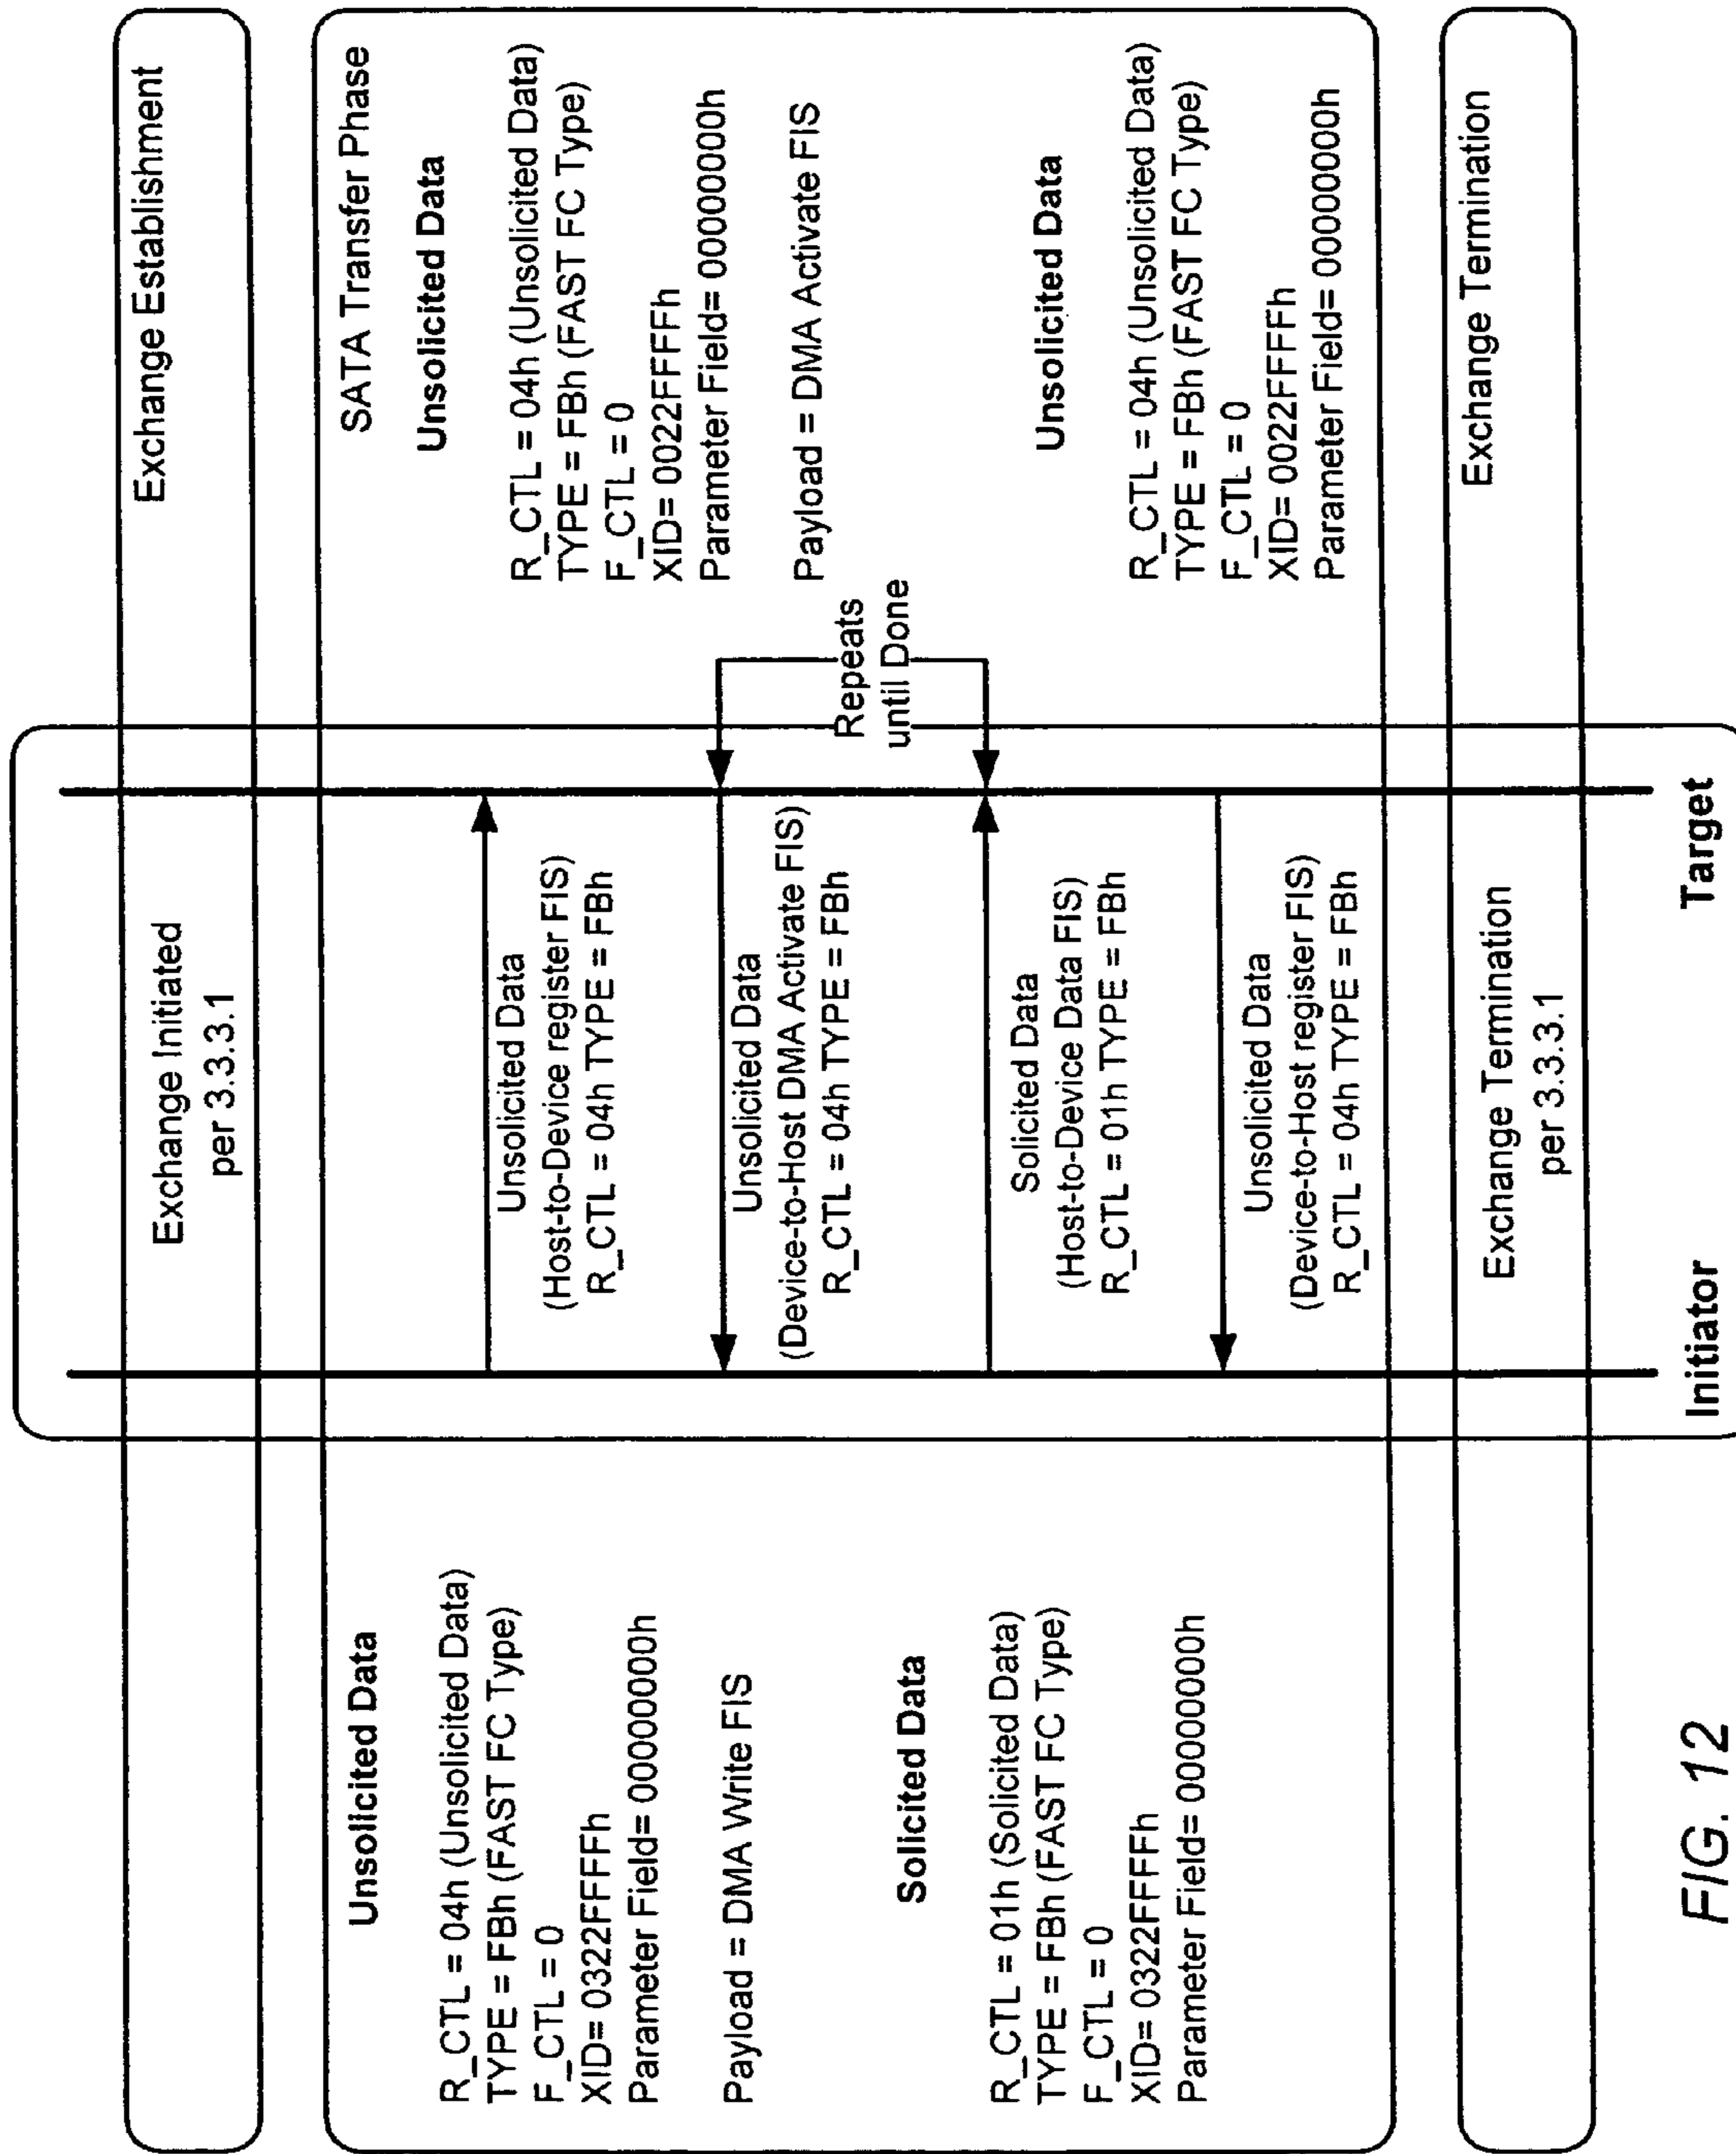 Exchange Establishment
Exchange Initiated
per 3.3.3.1
SATA Transfer Phase
Unsolicited Data
R_CTL = 04h (Unsolicited Data)
TYPE = FBh (FAST FC Type)
F_CTL = 0
XID= 0322FFFFh
Parameter Field= 00000000h
Payload = DMA Write FIS
Solicited Data
R_CTL = 01h (Solicited Data)
TYPE = FBh (FAST FC Type)
F_CTL = 0
XID= 0322FFFFh
Parameter Field= 00000000h
Unsolicited Data
(Host-to-Device register FIS)
R_CTL = 04h TYPE = FBh
Unsolicited Data
(Device-to-Host DMA Activate FIS)
R_CTL = 04h TYPE = FBh
Solicited Data
(Host-to-Device Data FIS)
R_CTL = 01h TYPE = FBh
Unsolicited Data
(Device-to-Host register FIS)
R_CTL = 04h TYPE = FBh
Repeats
until Done
Unsolicited Data
R_CTL = 04h (Unsolicited Data)
TYPE = FBh (FAST FC Type)
F_CTL = 0
XID= 0022FFFFh
Parameter Field= 00000000h
Payload = DMA Activate FIS
Unsolicited Data
R_CTL = 04h (Unsolicited Data)
TYPE = FBh (FAST FC Type)
F_CTL = 0
XID= 0022FFFFh
Parameter Field= 00000000h
Exchange Termination
per 3.3.3.1
Exchange Termination
Initiator
Target
FIG. 12